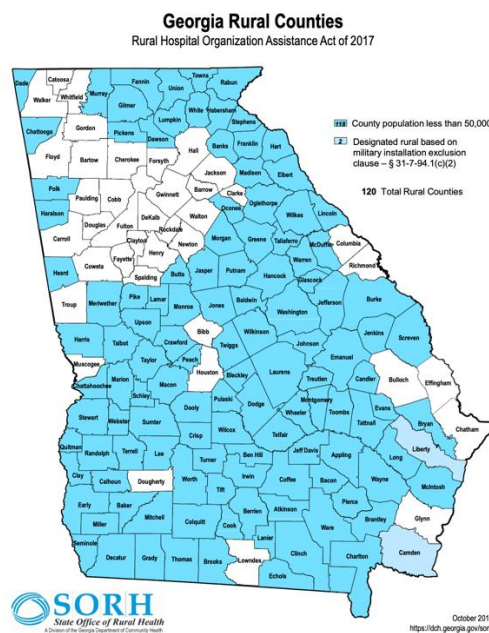 Georgia Rural Counties
Rural Hospital Organization Assistance Act of 2017
118 County population less than 50,000
2 Designated rural based on
military installation exclusion
clause – § 31-7-94.1(c)(2)
120 Total Rural Counties
Dade
Catoosa
Walker
Whitfield
Murray
Fannin
Union
Towns
Rabun
Gilmer
Lumpkin
White
Habersham
Stephens
Chattooga
Gordon
Pickens
Dawson
Hall
Banks
Franklin
Hart
Floyd
Bartow
Cherokee
Forsyth
Jackson
Madison
Elbert
Polk
Paulding
Cobb
Gwinnett
Barrow
Clarke
Oconee
Oglethorpe
Wilkes
Lincoln
Haralson
Douglas
Fulton
DeKalb
Rockdale
Walton
Newton
Morgan
Greene
Taliaferro
McDuffie
Columbia
Carroll
Clayton
Henry
Fayette
Coweta
Spalding
Butts
Jasper
Putnam
Hancock
Warren
Glascock
Richmond
Heard
Troup
Meriwether
Pike
Lamar
Monroe
Jones
Baldwin
Washington
Jefferson
Burke
Upson
Bibb
Wilkinson
Jenkins
Screven
Harris
Talbot
Crawford
Twiggs
Johnson
Emanuel
Muscogee
Taylor
Peach
Houston
Bleckley
Laurens
Treutlen
Candler
Bulloch
Effingham
Chattahoochee
Marion
Schley
Macon
Pulaski
Dodge
Wheeler
Montgomery
Toombs
Tattnall
Evans
Bryan
Chatham
Stewart
Webster
Sumter
Dooly
Wilcox
Telfair
Liberty
Quitman
Randolph
Terrell
Lee
Crisp
Turner
Ben Hill
Jeff Davis
Appling
Long
Wayne
McIntosh
Clay
Calhoun
Dougherty
Worth
Tift
Irwin
Coffee
Bacon
Pierce
Early
Baker
Mitchell
Colquitt
Cook
Berrien
Atkinson
Ware
Brantley
Glynn
Miller
Lanier
Clinch
Charlton
Camden
Seminole
Decatur
Grady
Thomas
Brooks
Lowndes
Echols
SORH
State Office of Rural Health
A Division of the Georgia Department of Community Health
October 201
https://dch.georgia.gov/sor